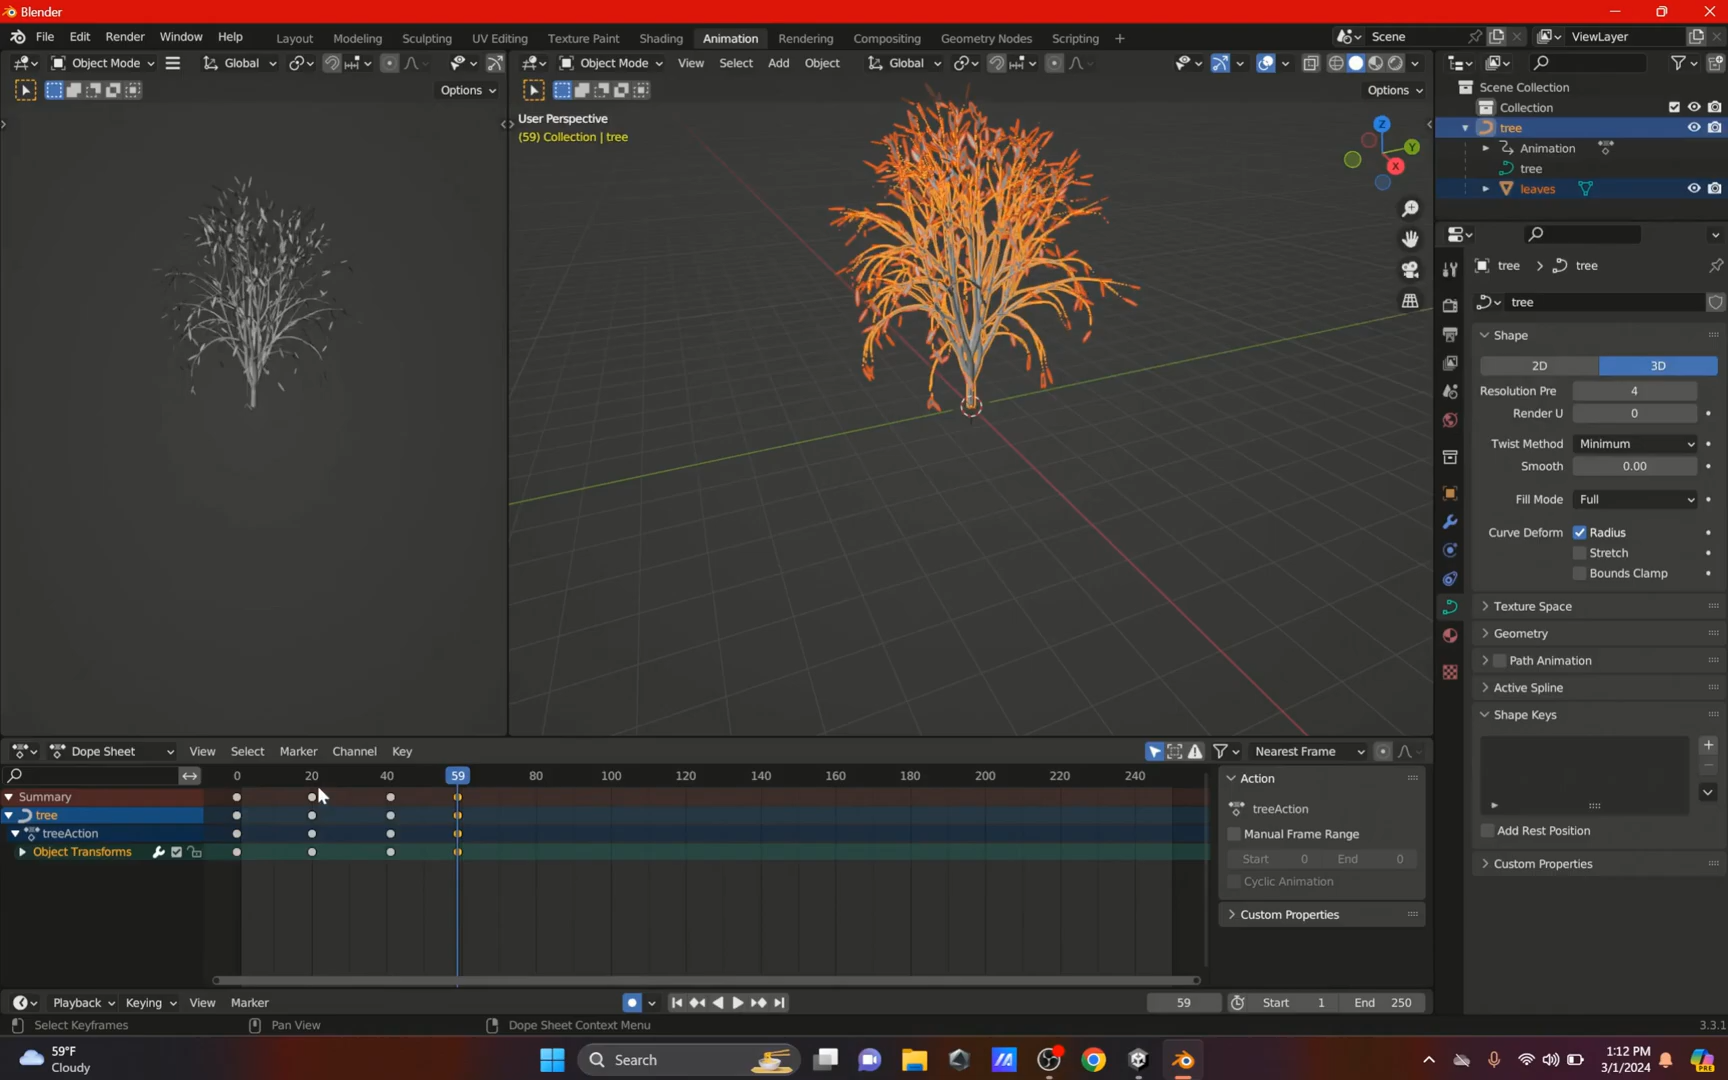 Blender
File Edit Render Window Help Layout Modeling Sculpting UV Editing Texture Paint Shading Animation Rendering Compositing Geometry Nodes Scripting + Scene ViewLayer
Object Mode Global Object Mode View Select Add Object Global
Options Options
User Perspective
(59) Collection | tree
Z
Y
X
Scene Collection
Collection
tree
Animation
tree
leaves
tree > tree
tree
Shape
2D 3D
Resolution Pre 4
Render U 0
Twist Method Minimum
Smooth 0.00
Fill Mode Full
Curve Deform Radius
Stretch
Bounds Clamp
Texture Space
Geometry
Path Animation
Active Spline
Shape Keys
Add Rest Position
Custom Properties
Dope Sheet View Select Marker Channel Key Nearest Frame
0 20 40 59 80 100 120 140 160 180 200 220 240
Summary
tree
treeAction
Object Transforms
Action
treeAction
Manual Frame Range
Start 0 End 0
Cyclic Animation
Custom Properties
Playback Keying View Marker 59 Start 1 End 250
Select Keyframes Pan View Dope Sheet Context Menu 3.3.1
59°F
Cloudy
Search
1:12 PM
3/1/2024
PRE